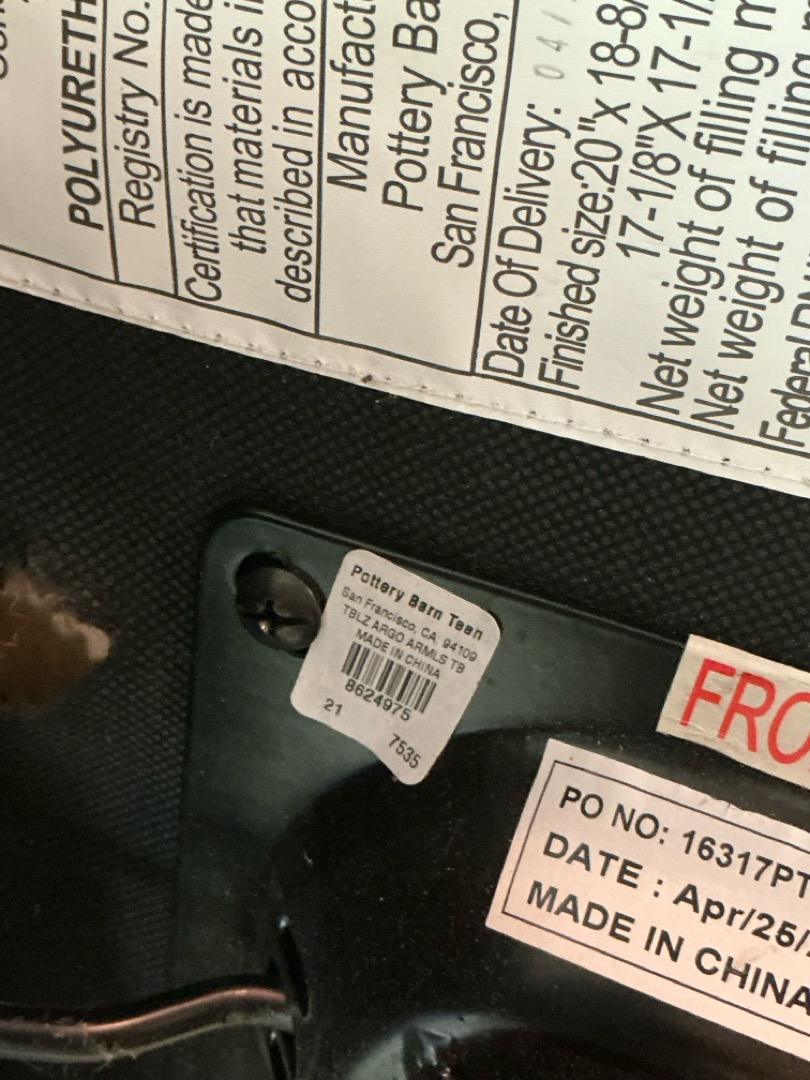 POLYURETH
Registry No.
Certification is made
that materials i
described in acco
Manufact
Pottery Ba
San Francisco,
Date Of Delivery: 04/
Finished size:20"x 18-8/
17-1/8"X 17-1/
Net weight of filling m
Net weight of filling
Federal
Pottery Barn Teen
San Francisco, CA, 94109
TBLZ ARGO ARMLS TB
MADE IN CHINA
8624975
21 7535
FRO
PO NO: 16317PT
DATE : Apr/25/
MADE IN CHINA